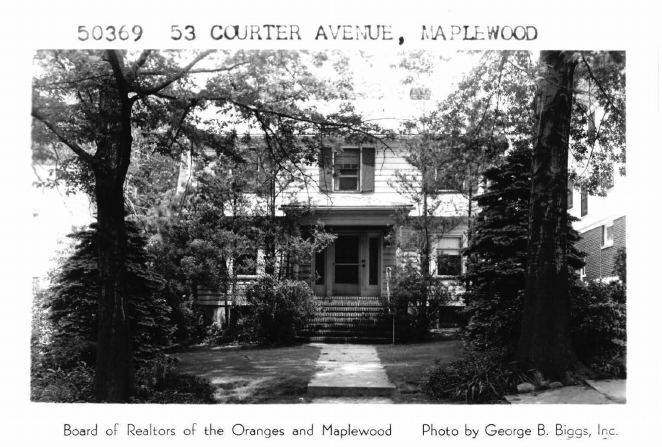 50369 53 COURTER AVENUE, MAPLEWOOD
Board of Realtors of the Oranges and Maplewood Photo by George B. Biggs, Inc.